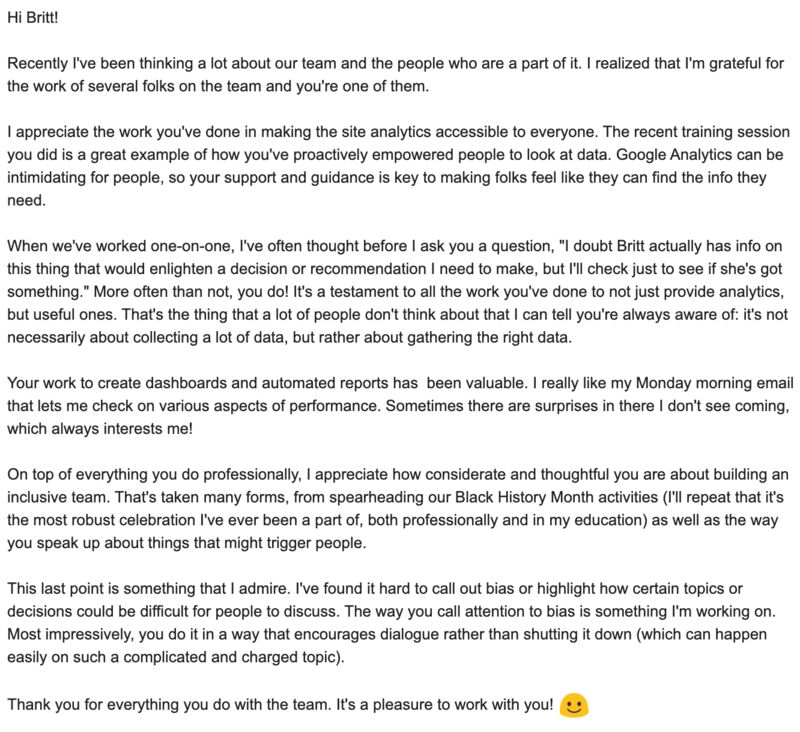 Hi Britt!
Recently I've been thinking a lot about our team and the people who are a part of it. I realized that I'm grateful for
the work of several folks on the team and you're one of them.
I appreciate the work you've done in making the site analytics accessible to everyone. The recent training session
you did is a great example of how you've proactively empowered people to look at data. Google Analytics can be
intimidating for people, so your support and guidance is key to making folks feel like they can find the info they
need.
When we've worked one-on-one, I've often thought before I ask you a question, "I doubt Britt actually has info on
this thing that would enlighten a decision or recommendation I need to make, but I'll check just to see if she's got
something." More often than not, you do! It's a testament to all the work you've done to not just provide analytics,
but useful ones. That's the thing that a lot of people don't think about that I can tell you're always aware of: it's not
necessarily about collecting a lot of data, but rather about gathering the right data.
Your work to create dashboards and automated reports has  been valuable. I really like my Monday morning email
that lets me check on various aspects of performance. Sometimes there are surprises in there I don't see coming,
which always interests me!
On top of everything you do professionally, I appreciate how considerate and thoughtful you are about building an
inclusive team. That's taken many forms, from spearheading our Black History Month activities (I'll repeat that it's
the most robust celebration I've ever been a part of, both professionally and in my education) as well as the way
you speak up about things that might trigger people.
This last point is something that I admire. I've found it hard to call out bias or highlight how certain topics or
decisions could be difficult for people to discuss. The way you call attention to bias is something I'm working on.
Most impressively, you do it in a way that encourages dialogue rather than shutting it down (which can happen
easily on such a complicated and charged topic).
Thank you for everything you do with the team. It's a pleasure to work with you! 🙂